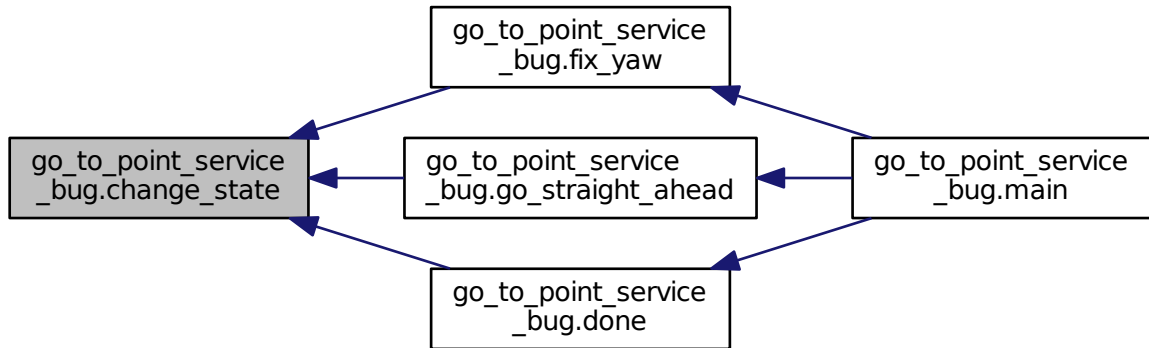 go_to_point_service
_bug.fix_yaw
go_to_point_service
_bug.change_state
go_to_point_service
_bug.go_straight_ahead
go_to_point_service
_bug.main
go_to_point_service
_bug.done